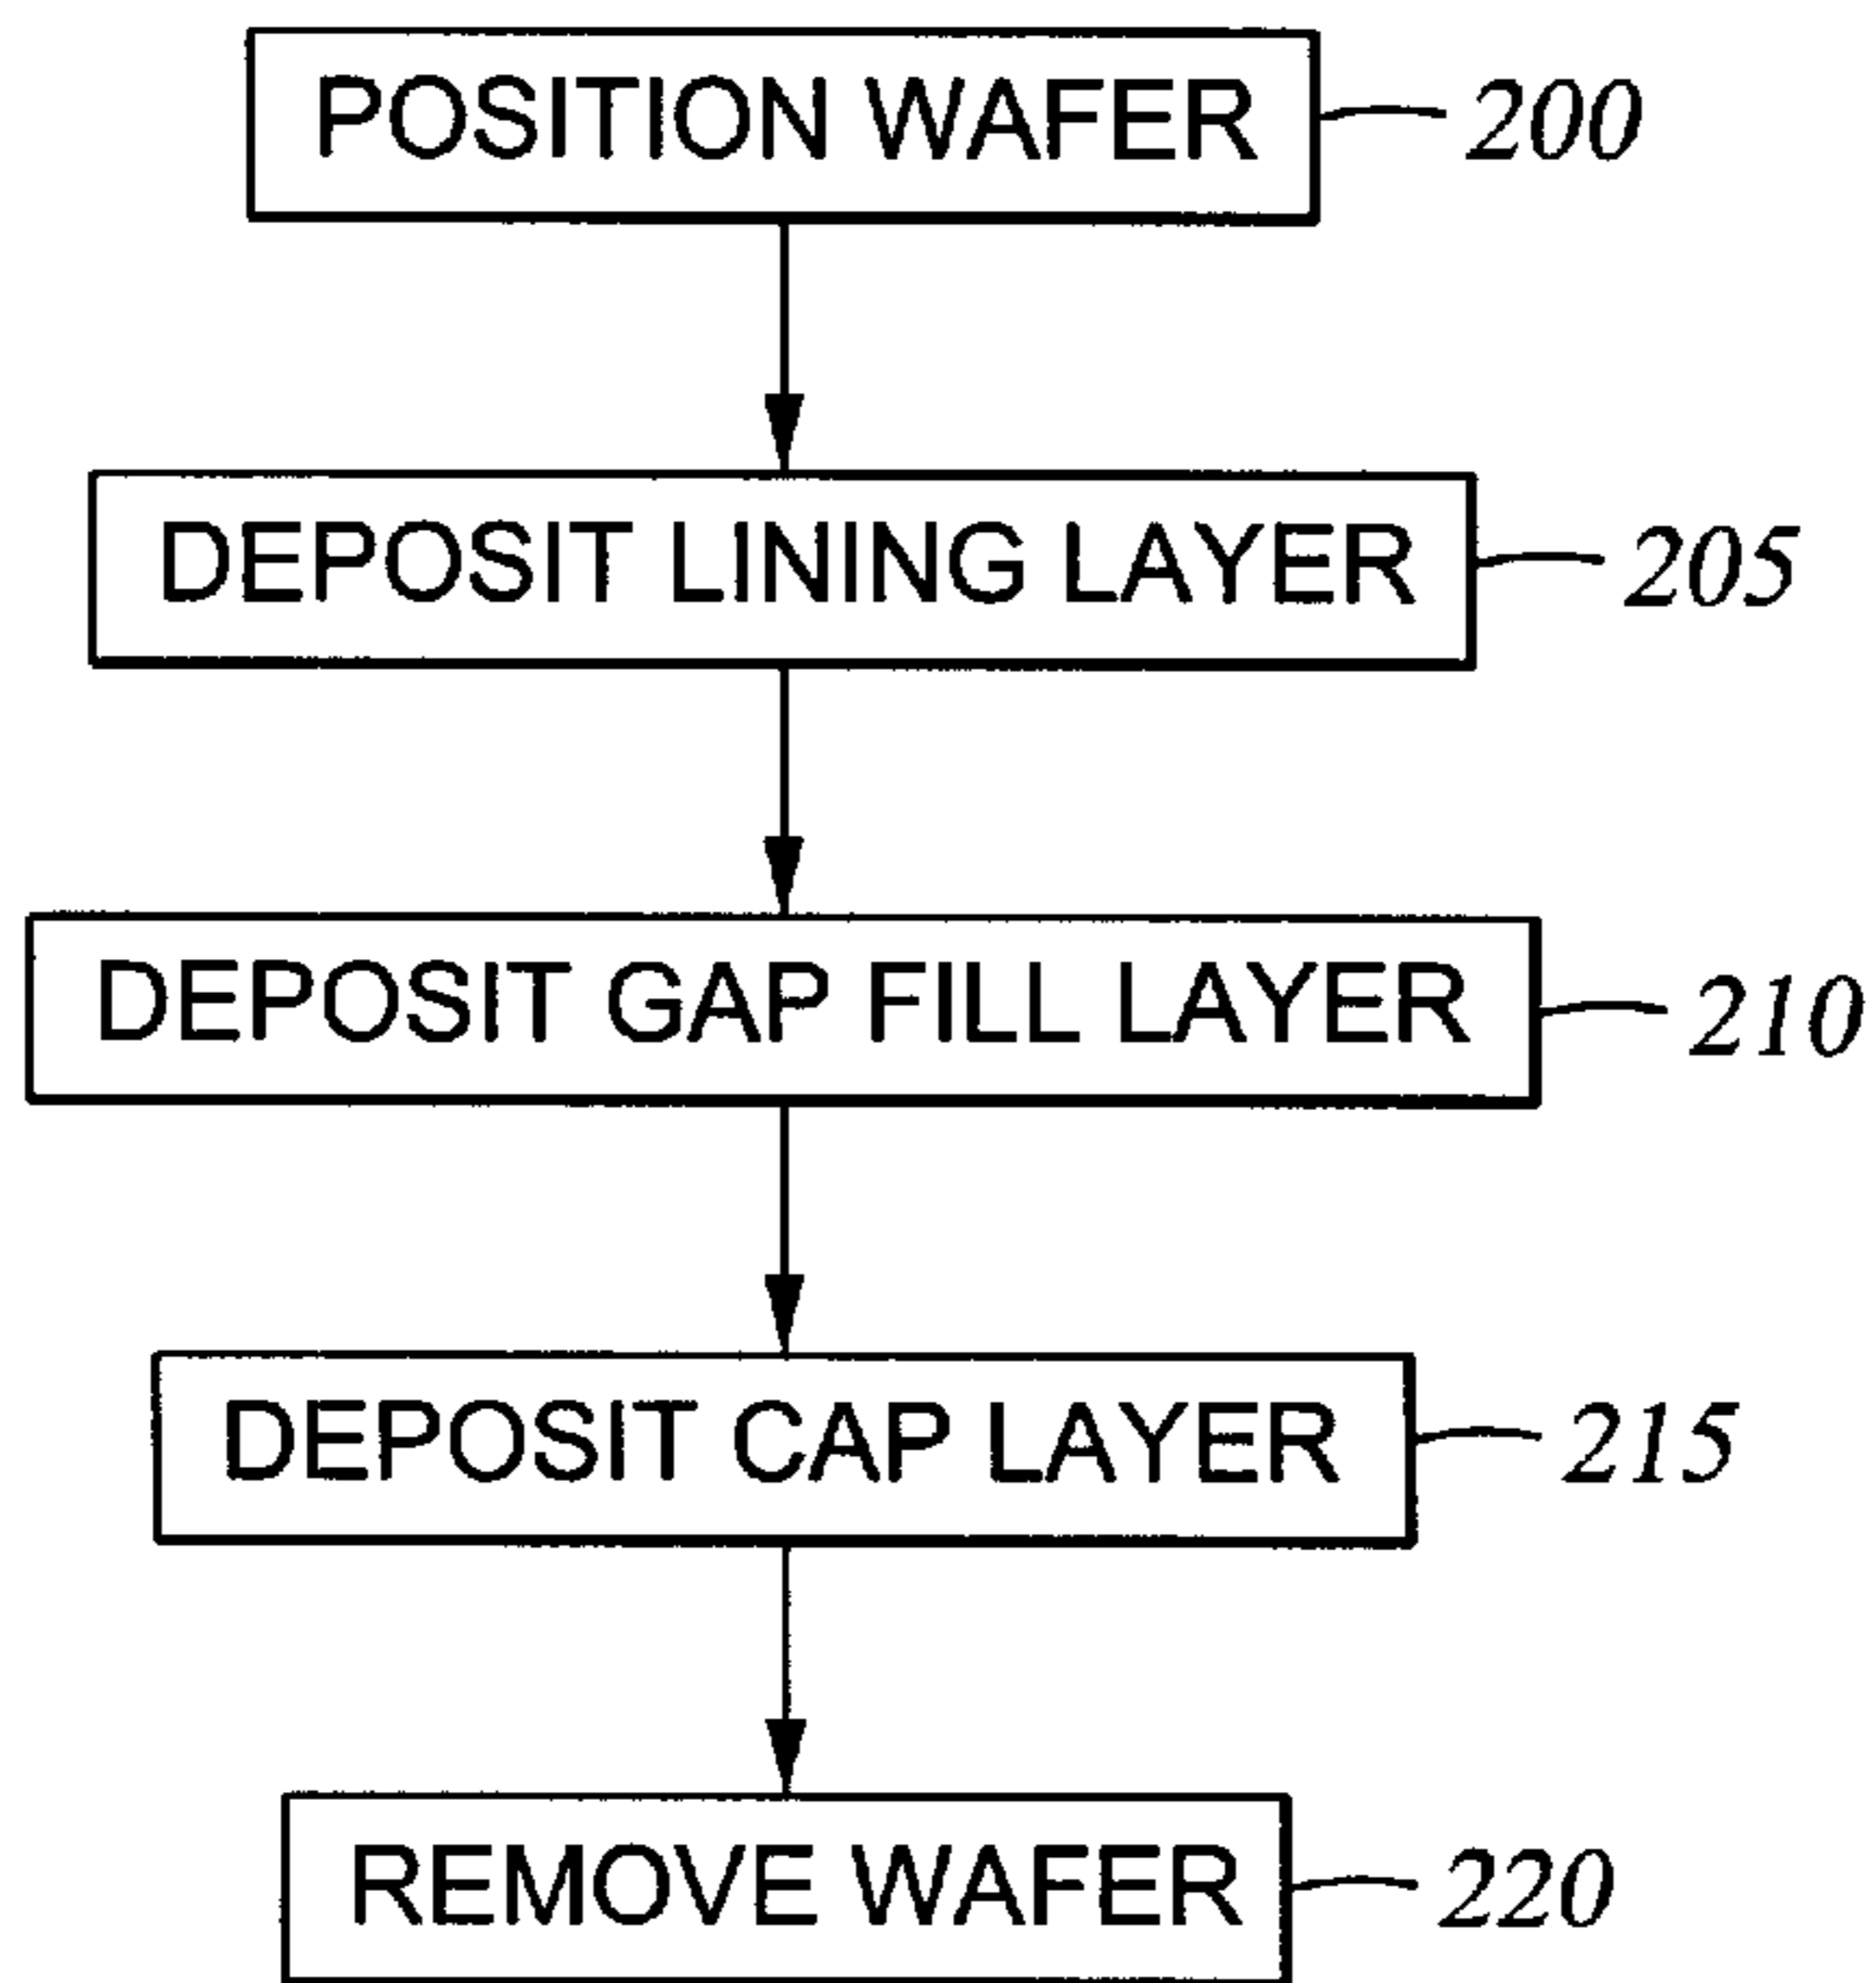 POSITION WAFER 200
DEPOSIT LINING LAYER 205
DEPOSIT GAP FILL LAYER 210
DEPOSIT CAP LAYER 215
REMOVE WAFER 220